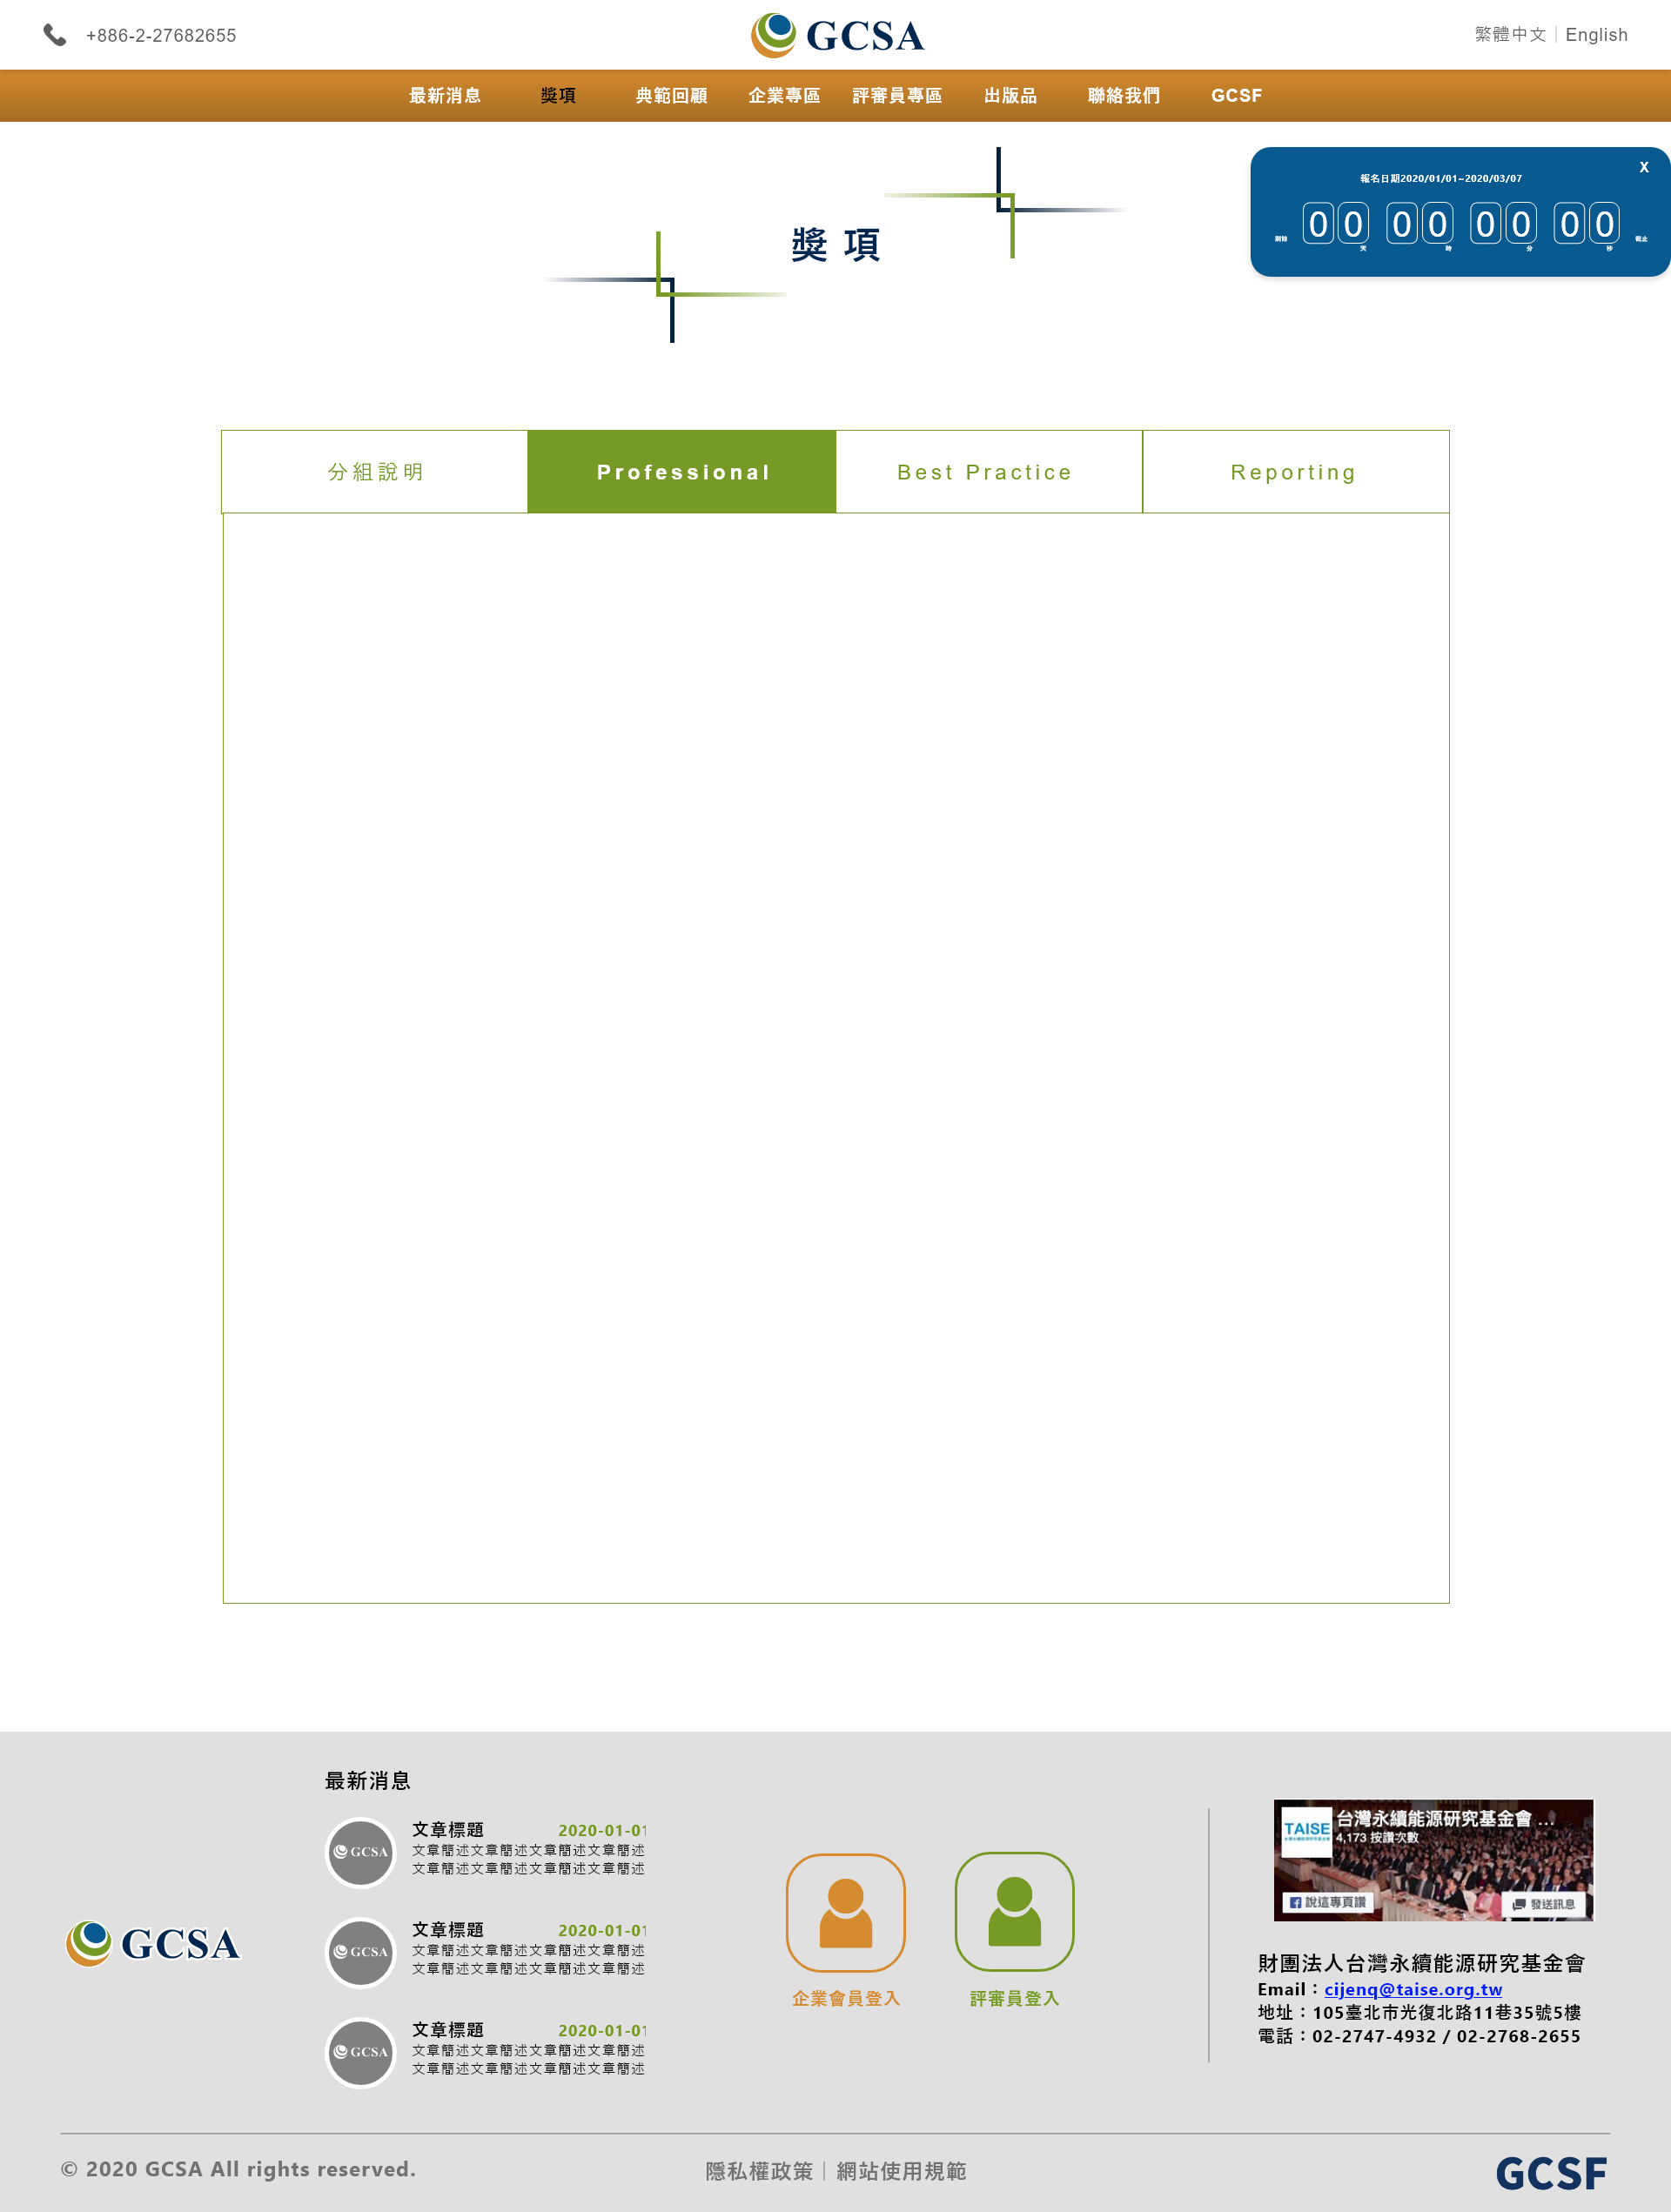 +886-2-27682655
GCSA
繁體中文｜English
最新消息 獎項 典範回顧 企業專區 評審員專區 出版品 聯絡我們 GCSF
X
報名日期2020/01/01~2020/03/07
剩餘 00 00 00 00 截止
天 時 分 秒
獎項
分組說明 Professional Best Practice Reporting
最新消息
GCSA
文章標題 2020-01-01
文章簡述文章簡述文章簡述文章簡述
文章簡述文章簡述文章簡述文章簡述
GCSA
文章標題 2020-01-01
文章簡述文章簡述文章簡述文章簡述
文章簡述文章簡述文章簡述文章簡述
GCSA
文章標題 2020-01-01
文章簡述文章簡述文章簡述文章簡述
文章簡述文章簡述文章簡述文章簡述
GCSA
企業會員登入 評審員登入
TAISE
台灣永續能源研究基金會
台灣永續能源研究基金會 ...
4,173 按讚次數
說這專頁讚 發送訊息
財團法人台灣永續能源研究基金會
Email：cijenq@taise.org.tw
地址：105臺北市光復北路11巷35號5樓
電話：02-2747-4932 / 02-2768-2655
© 2020 GCSA All rights reserved.
隱私權政策｜網站使用規範
GCSF